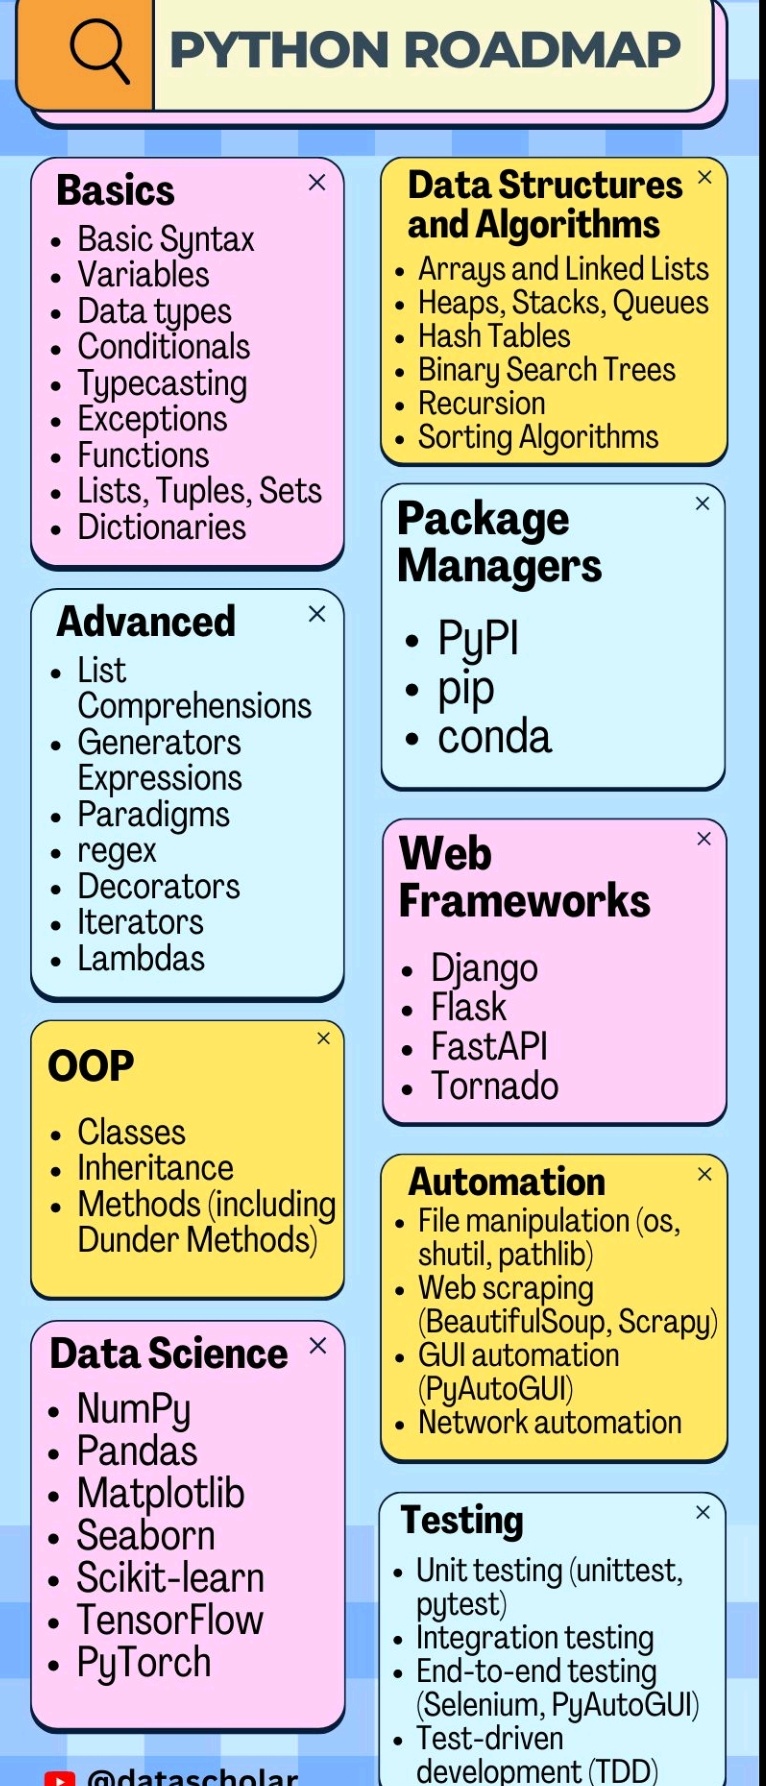 PYTHON ROADMAP
Basics
• Basic Syntax
• Variables
• Data types
• Conditionals
• Typecasting
• Exceptions
• Functions
• Lists, Tuples, Sets
• Dictionaries
Advanced
• List
Comprehensions
• Generators
Expressions
• Paradigms
• regex
• Decorators
• Iterators
• Lambdas
OOP
• Classes
• Inheritance
• Methods (including
Dunder Methods)
Data Science
• NumPy
• Pandas
• Matplotlib
• Seaborn
• Scikit-learn
• TensorFlow
• PyTorch
@datascholar
Data Structures
and Algorithms
• Arrays and Linked Lists
• Heaps, Stacks, Queues
• Hash Tables
• Binary Search Trees
• Recursion
• Sorting Algorithms
Package
Managers
• PyPI
• pip
• conda
Web
Frameworks
• Django
• Flask
• FastAPI
• Tornado
Automation
• File manipulation (os,
shutil, pathlib)
• Web scraping
(BeautifulSoup, Scrapy)
• GUI automation
(PyAutoGUI)
• Network automation
Testing
• Unit testing (unittest,
pytest)
• Integration testing
• End-to-end testing
(Selenium, PyAutoGUI)
• Test-driven
development (TDD)